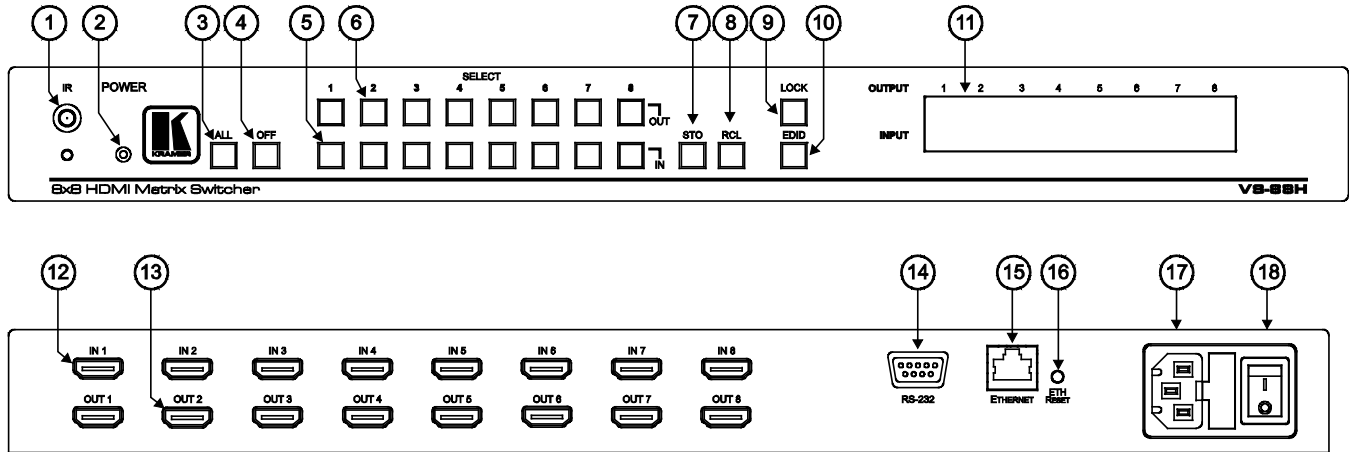 1 2 3 4 5 6 7 8 9 10 11
SELECT
IR POWER 1 2 3 4 5 6 7 8 LOCK OUTPUT 1 2 3 4 5 6 7 8
OUT
ALL OFF STO RCL EDID INPUT
K
KRAMER
IN
8x8 HDMI Matrix Switcher VS-88H
12 13 14 15 16 17 18
IN 1 IN 2 IN 3 IN 4 IN 5 IN 6 IN 7 IN 8
OUT 1 OUT 2 OUT 3 OUT 4 OUT 5 OUT 6 OUT 7 OUT 8
RS-232 ETHERNET ETH
RESET